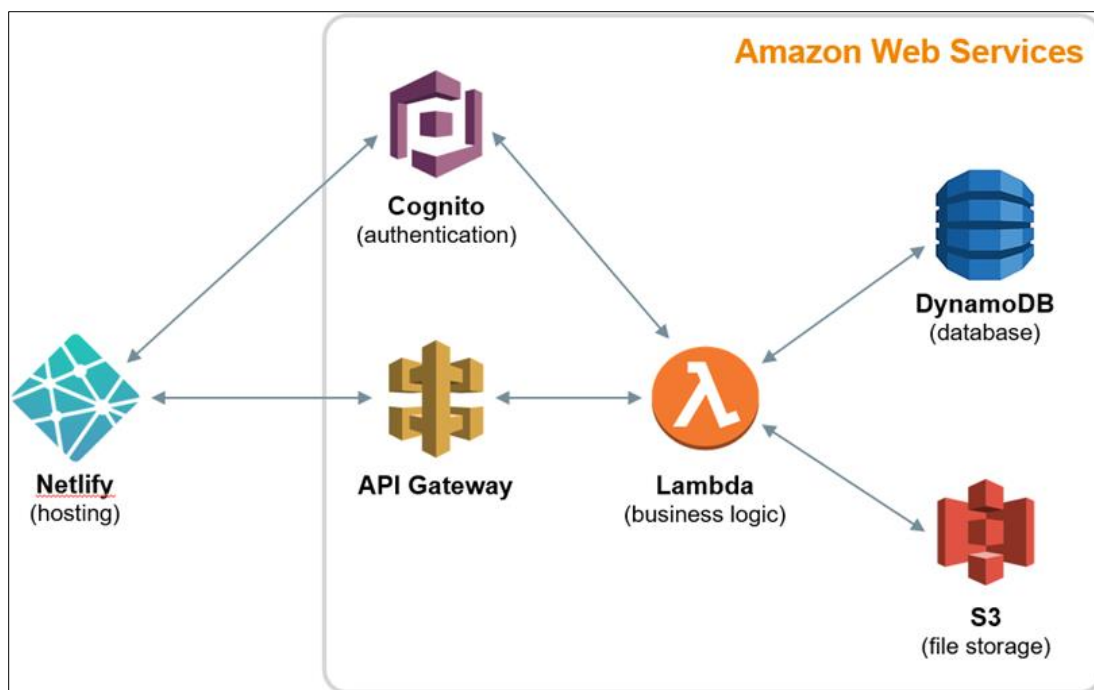 Amazon Web Services
Cognito
(authentication)
DynamoDB
(database)
Netlify
(hosting)
API Gateway
Lambda
(business logic)
S3
(file storage)